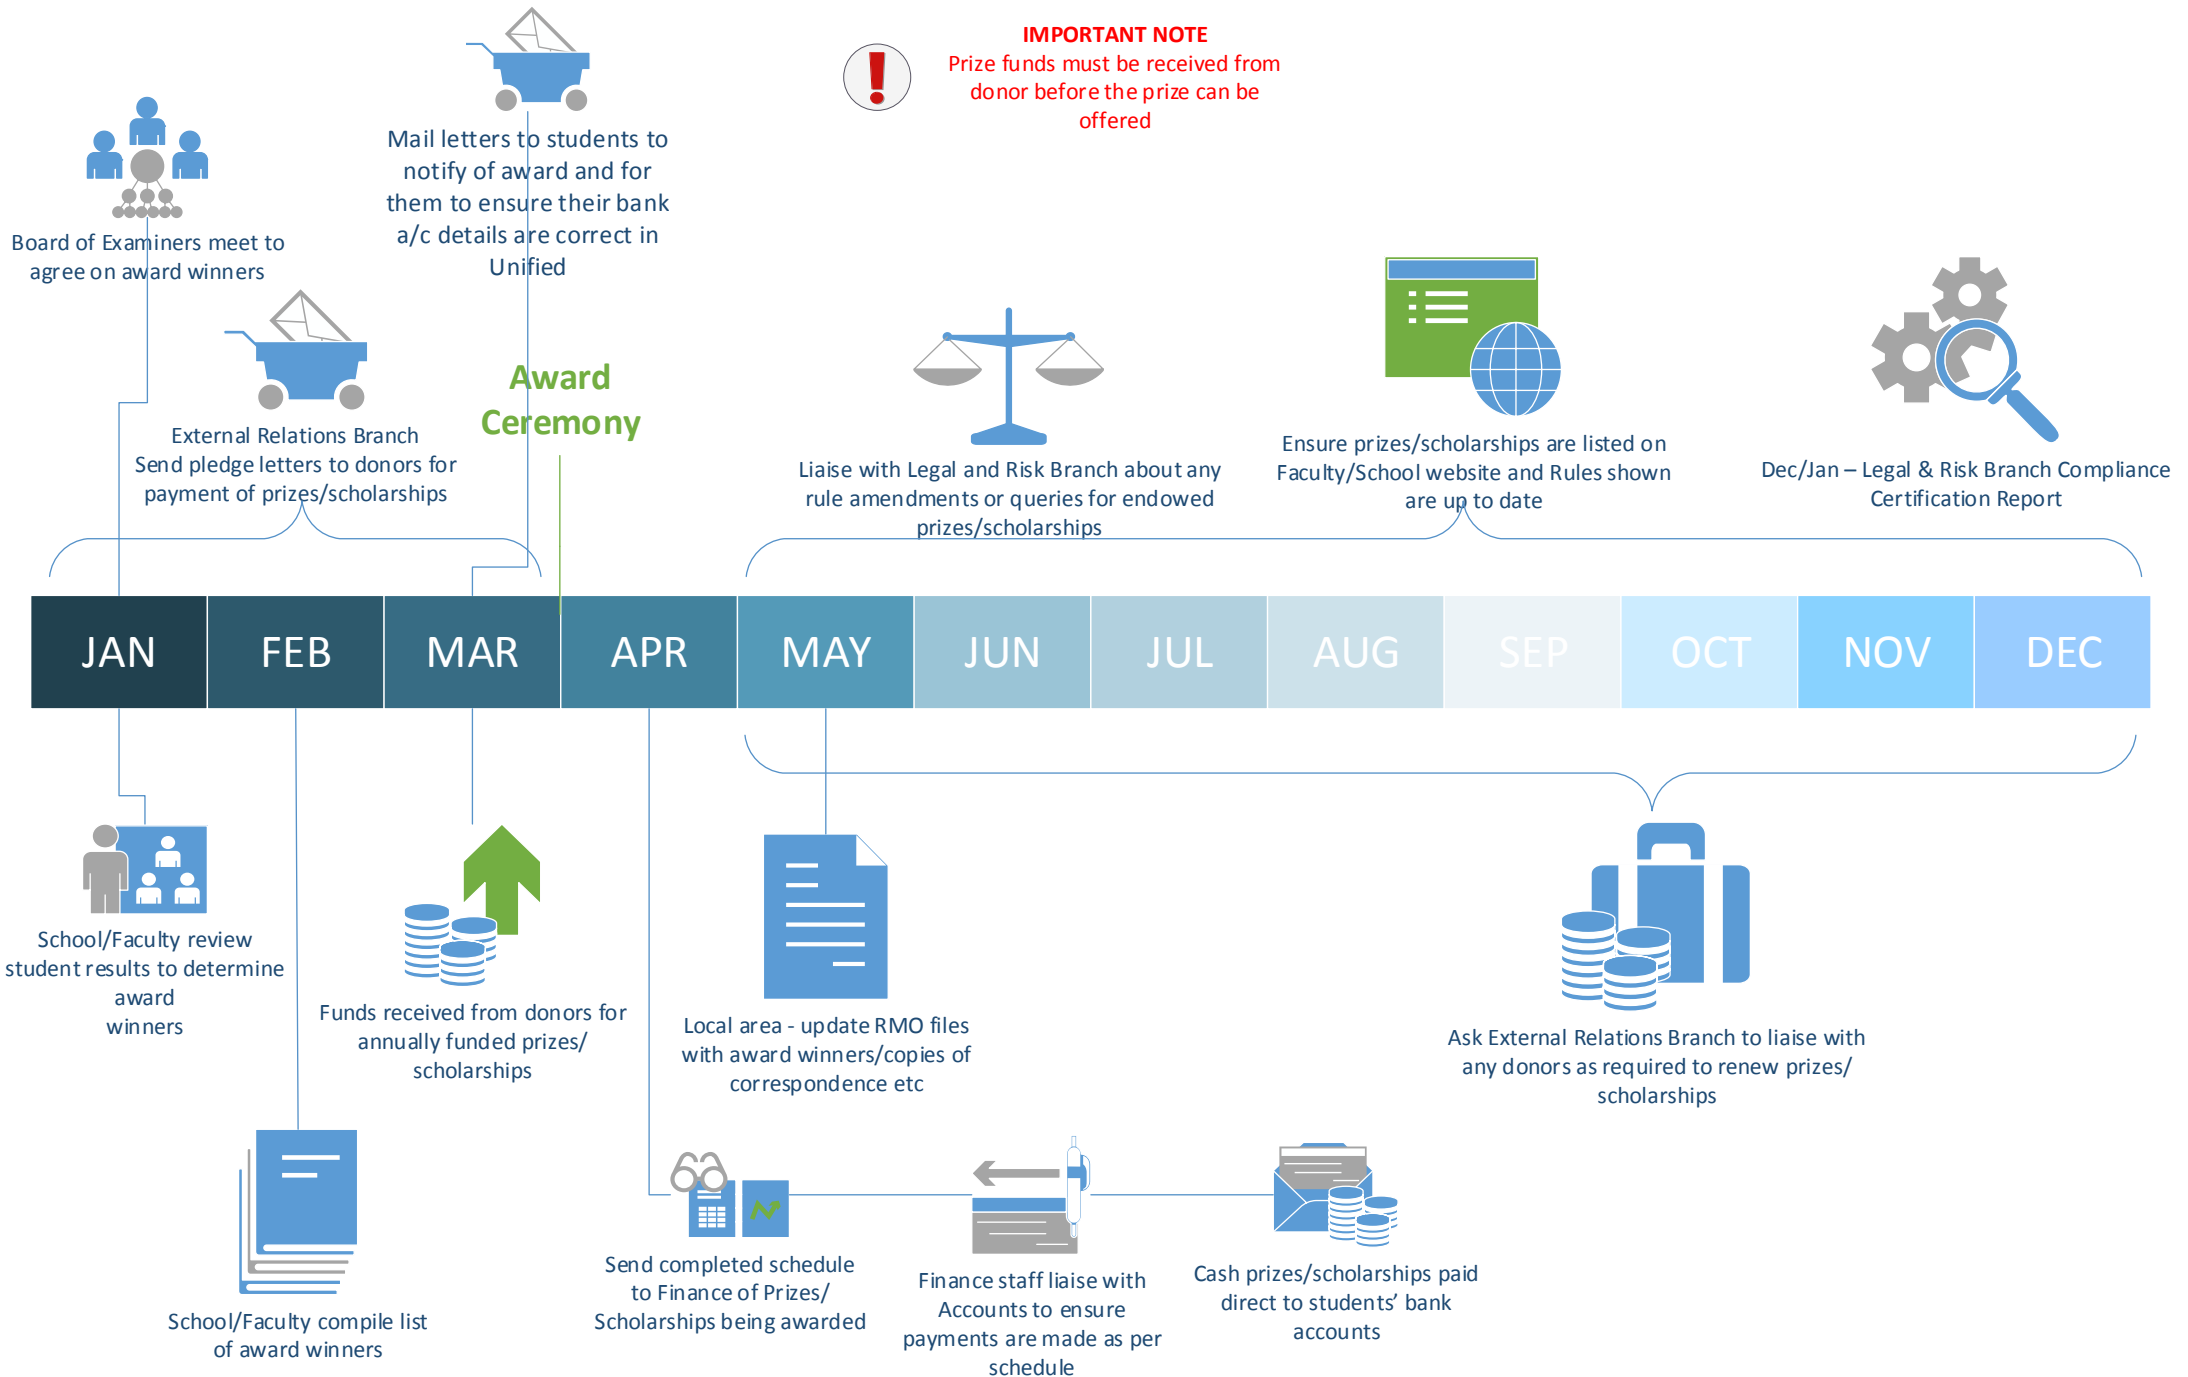 IMPORTANT NOTE
Prize funds must be received from
donor before the prize can be
offered
Mail letters to students to
notify of award and for
them to ensure their bank
a/c details are correct in
Unified
Board of Examiners meet to
agree on award winners
External Relations Branch
Send pledge letters to donors for
payment of prizes/scholarships
Award
Ceremony
Liaise with Legal and Risk Branch about any
rule amendments or queries for endowed
prizes/scholarships
Ensure prizes/scholarships are listed on
Faculty/School website and Rules shown
are up to date
Dec/Jan – Legal & Risk Branch Compliance
Certification Report
JAN
FEB
MAR
APR
MAY
JUN
JUL
AUG
SEP
OCT
NOV
DEC
School/Faculty review
student results to determine
award
winners
Funds received from donors for
annually funded prizes/
scholarships
Local area - update RMO files
with award winners/copies of
correspondence etc
Ask External Relations Branch to liaise with
any donors as required to renew prizes/
scholarships
School/Faculty compile list
of award winners
Send completed schedule
to Finance of Prizes/
Scholarships being awarded
Finance staff liaise with
Accounts to ensure
payments are made as per
schedule
Cash prizes/scholarships paid
direct to students’ bank
accounts